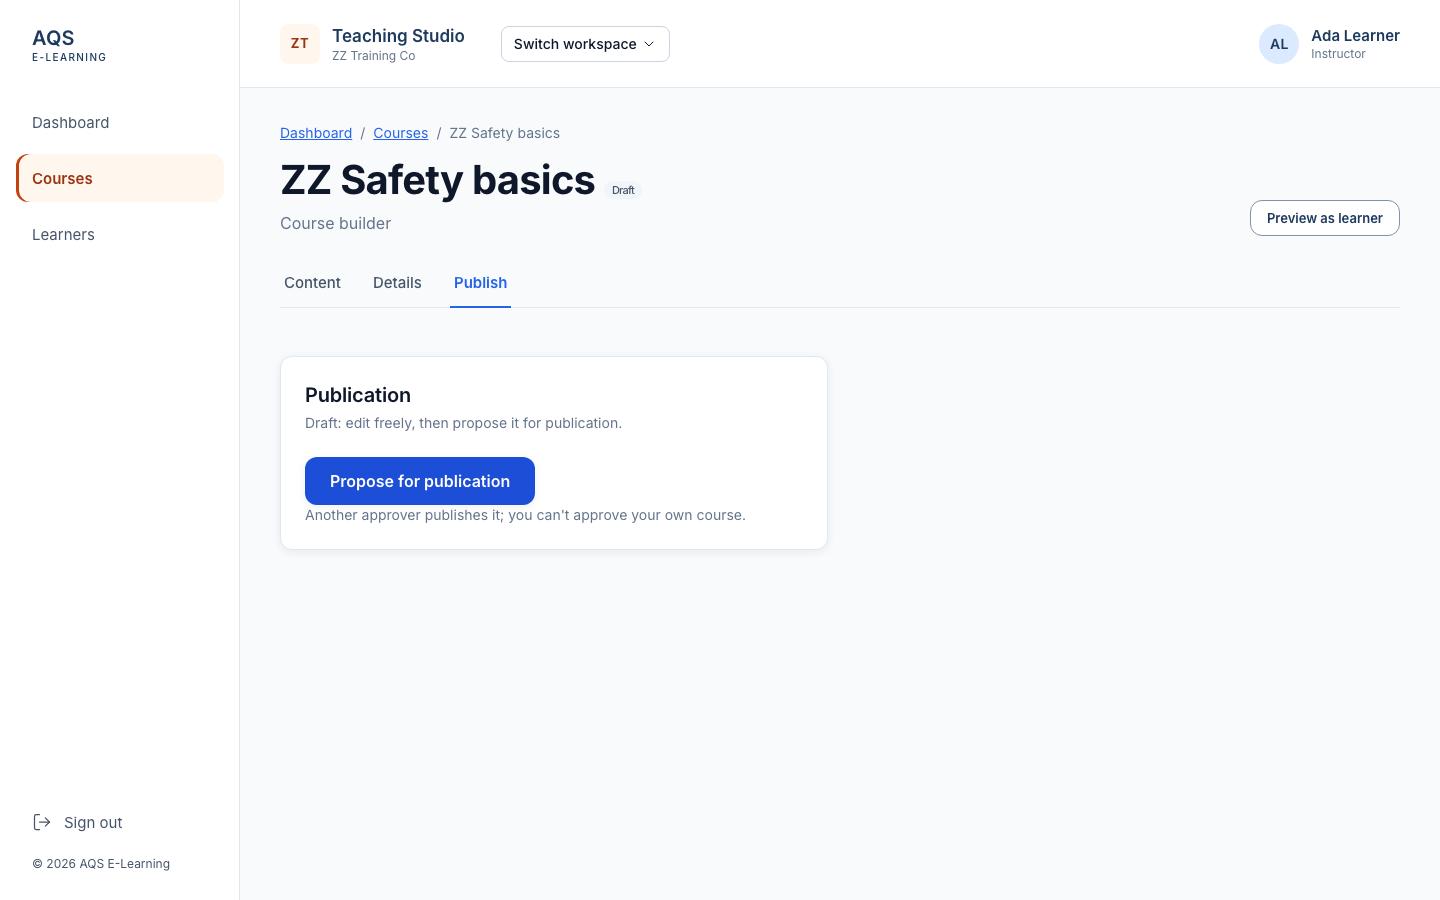 AQS
E-LEARNING
Dashboard
Courses
Learners
Sign out
© 2026 AQS E-Learning
ZT
Teaching Studio
ZZ Training Co
Switch workspace
AL
Ada Learner
Instructor
Dashboard / Courses / ZZ Safety basics
ZZ Safety basics Draft
Course builder
Preview as learner
Content Details Publish
Publication
Draft: edit freely, then propose it for publication.
Propose for publication
Another approver publishes it; you can't approve your own course.